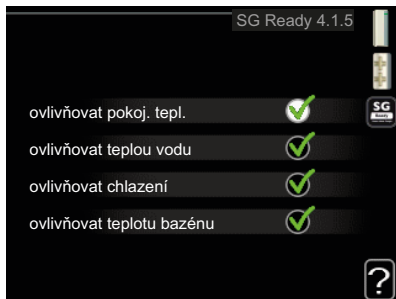 SG Ready 4.1.5
ovlivňovat pokoj. tepl.
SG
Ready
ovlivňovat teplou vodu
ovlivňovat chlazení
ovlivňovat teplotu bazénu
?